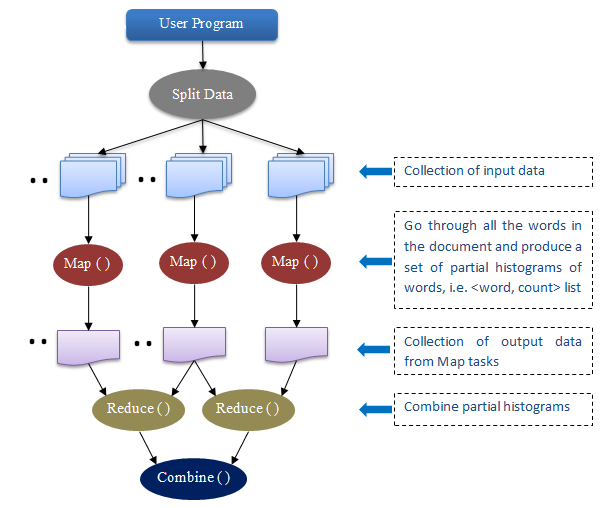 User Program
Split Data
Collection of input data
Go through all the words in
the document and produce a
set of partial histograms of
words, i.e. <word, count> list
Map ( )
Map ( )
Map ( )
Collection of output data
from Map tasks
Reduce ( )
Reduce ( )
Combine partial histograms
Combine ( )